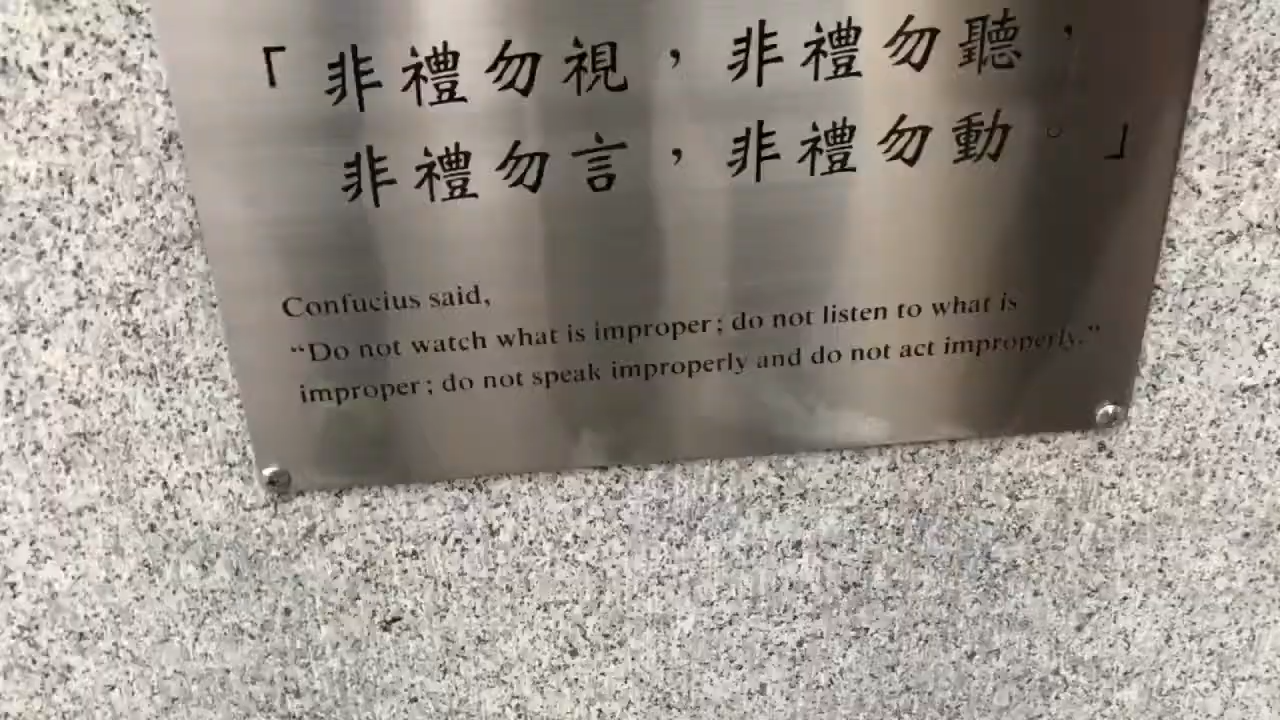 「非禮勿視，非禮勿聽，
非禮勿言，非禮勿動。」
Confucius said,
“Do not watch what is improper; do not listen to what is
improper; do not speak improperly and do not act improperly.”